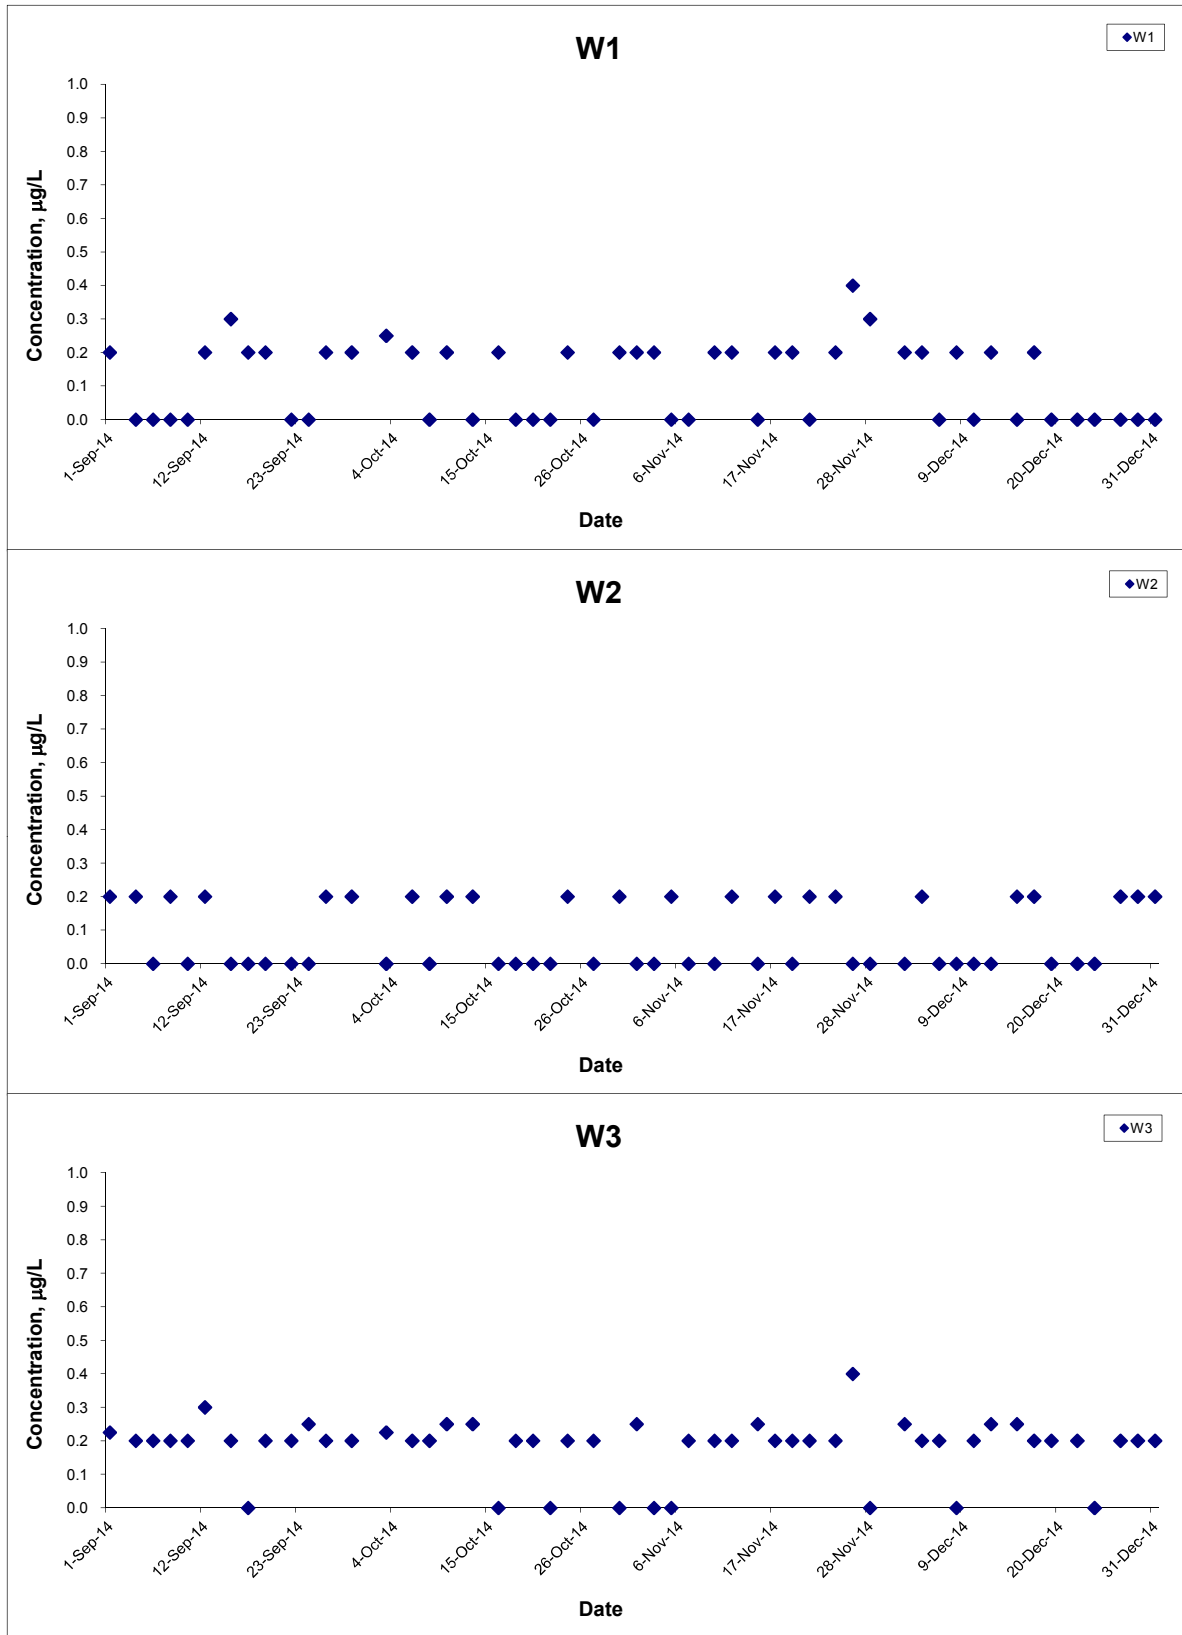 W1
W1
1.0
0.9
0.8
0.7
0.6
0.5
0.4
0.3
0.2
0.1
0.0
Concentration, µg/L
1-Sep-14
12-Sep-14
23-Sep-14
4-Oct-14
15-Oct-14
26-Oct-14
6-Nov-14
17-Nov-14
28-Nov-14
9-Dec-14
20-Dec-14
31-Dec-14
Date
W2
W2
1.0
0.9
0.8
0.7
0.6
0.5
0.4
0.3
0.2
0.1
0.0
Concentration, µg/L
1-Sep-14
12-Sep-14
23-Sep-14
4-Oct-14
15-Oct-14
26-Oct-14
6-Nov-14
17-Nov-14
28-Nov-14
9-Dec-14
20-Dec-14
31-Dec-14
Date
W3
W3
1.0
0.9
0.8
0.7
0.6
0.5
0.4
0.3
0.2
0.1
0.0
Concentration, µg/L
1-Sep-14
12-Sep-14
23-Sep-14
4-Oct-14
15-Oct-14
26-Oct-14
6-Nov-14
17-Nov-14
28-Nov-14
9-Dec-14
20-Dec-14
31-Dec-14
Date